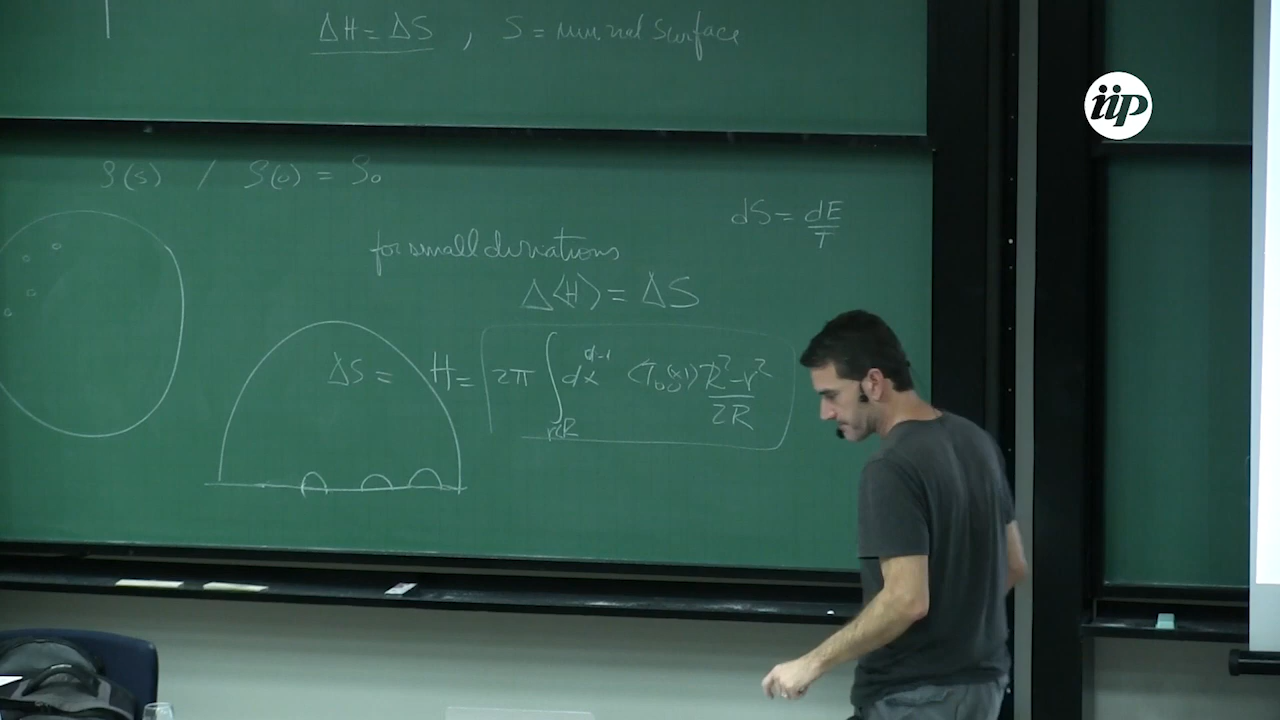 ΔH = ΔS , S = minimal Surface
iip
S(s) / S(0) = S₀
dS = dE/T
for small derivations
Δ⟨H⟩ = ΔS
ΔS = H = 2π ∫_{r<R} d^{d-1}x ⟨T₀₀(x)⟩ (R²-r²)/2R